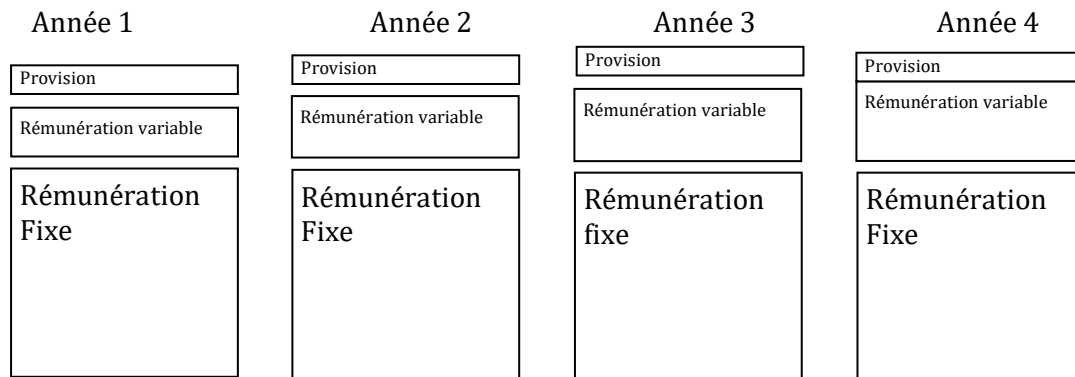 Année 1
Année 2
Année 3
Année 4
Provision
Provision
Provision
Provision
Rémunération variable
Rémunération variable
Rémunération variable
Rémunération variable
Rémunération
Fixe
Rémunération
Fixe
Rémunération
fixe
Rémunération
Fixe